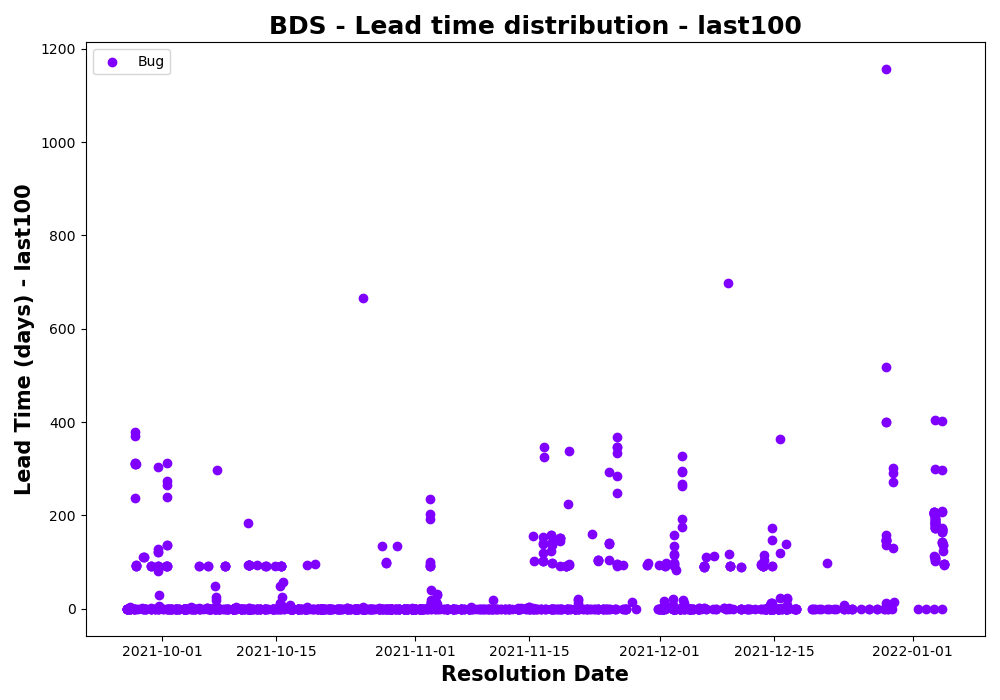 BDS - Lead time distribution - last100
Bug
Lead Time (days) - last100
1200
1000
800
600
400
200
0
2021-10-01 2021-10-15 2021-11-01 2021-11-15 2021-12-01 2021-12-15 2022-01-01
Resolution Date